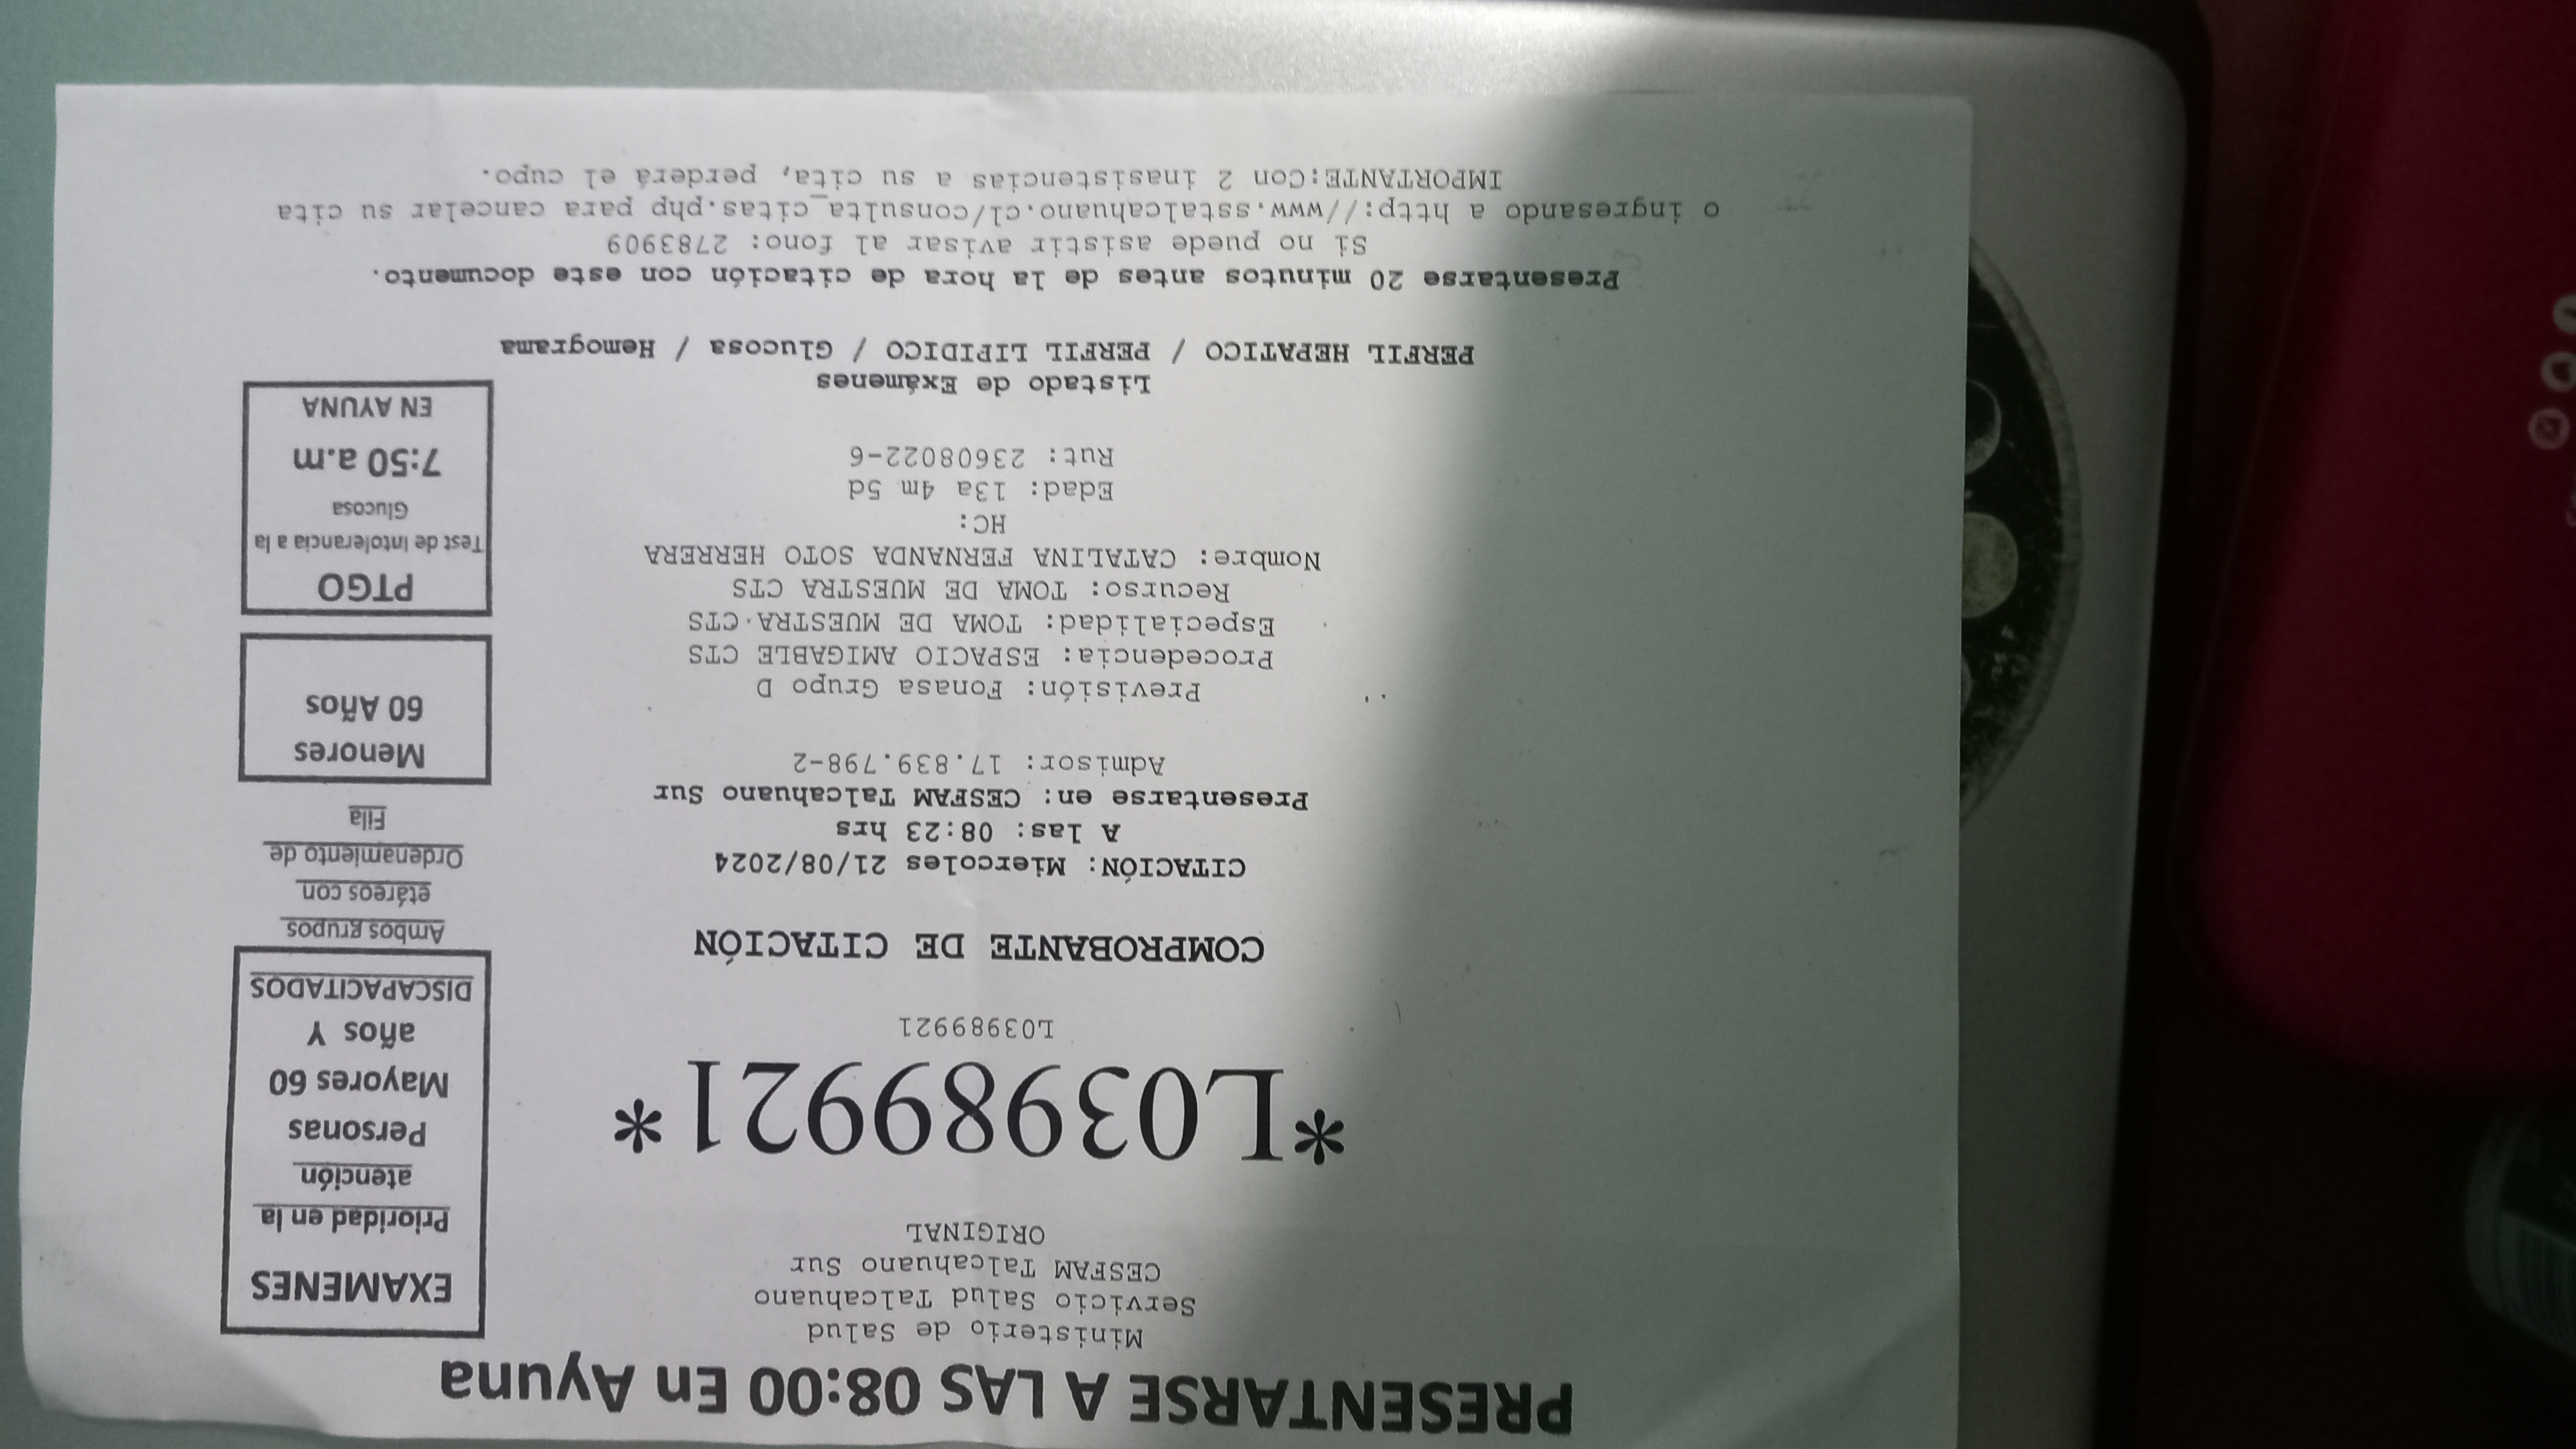 PRESENTARSE A LAS 08:00 En Ayuna
Ministerio de Salud
Servicio Salud Talcahuano
CESFAM Talcahuano Sur
ORIGINAL
*L03989921*
L03989921
COMPROBANTE DE CITACIÓN
CITACIÓN: Miercoles 21/08/2024
A las: 08:23 hrs
Presentarse en: CESFAM Talcahuano Sur
Admisor: 17.839.798-2
Previsión: Fonasa Grupo D
Procedencia: ESPACIO AMIGABLE CTS
Especialidad: TOMA DE MUESTRA CTS
Recurso: TOMA DE MUESTRA CTS
Nombre: CATALINA FERNANDA SOTO HERRERA
HC:
Edad: 13a 4m 5d
Rut: 23608022-6
Listado de Exámenes
PERFIL HEPATICO / PERFIL LIPIDICO / Glucosa / Hemograma
Presentarse 20 minutos antes de la hora de citación con este documento.
Si no puede asistir avisar al fono: 2783909
o ingresando a http://www.sstalcahuano.cl/consulta_citas.php para cancelar su cita
IMPORTANTE:Con 2 inasistencias a su cita, perderá el cupo.
EXAMENES
Prioridad en la
atención
Personas
Mayores 60
años Y
DISCAPACITADOS
Ambos grupos
etáreos con
Ordenamiento de
Fila
Menores
60 Años
PTGO
Test de Intolerancia a la
Glucosa
7:50 a.m
EN AYUNA